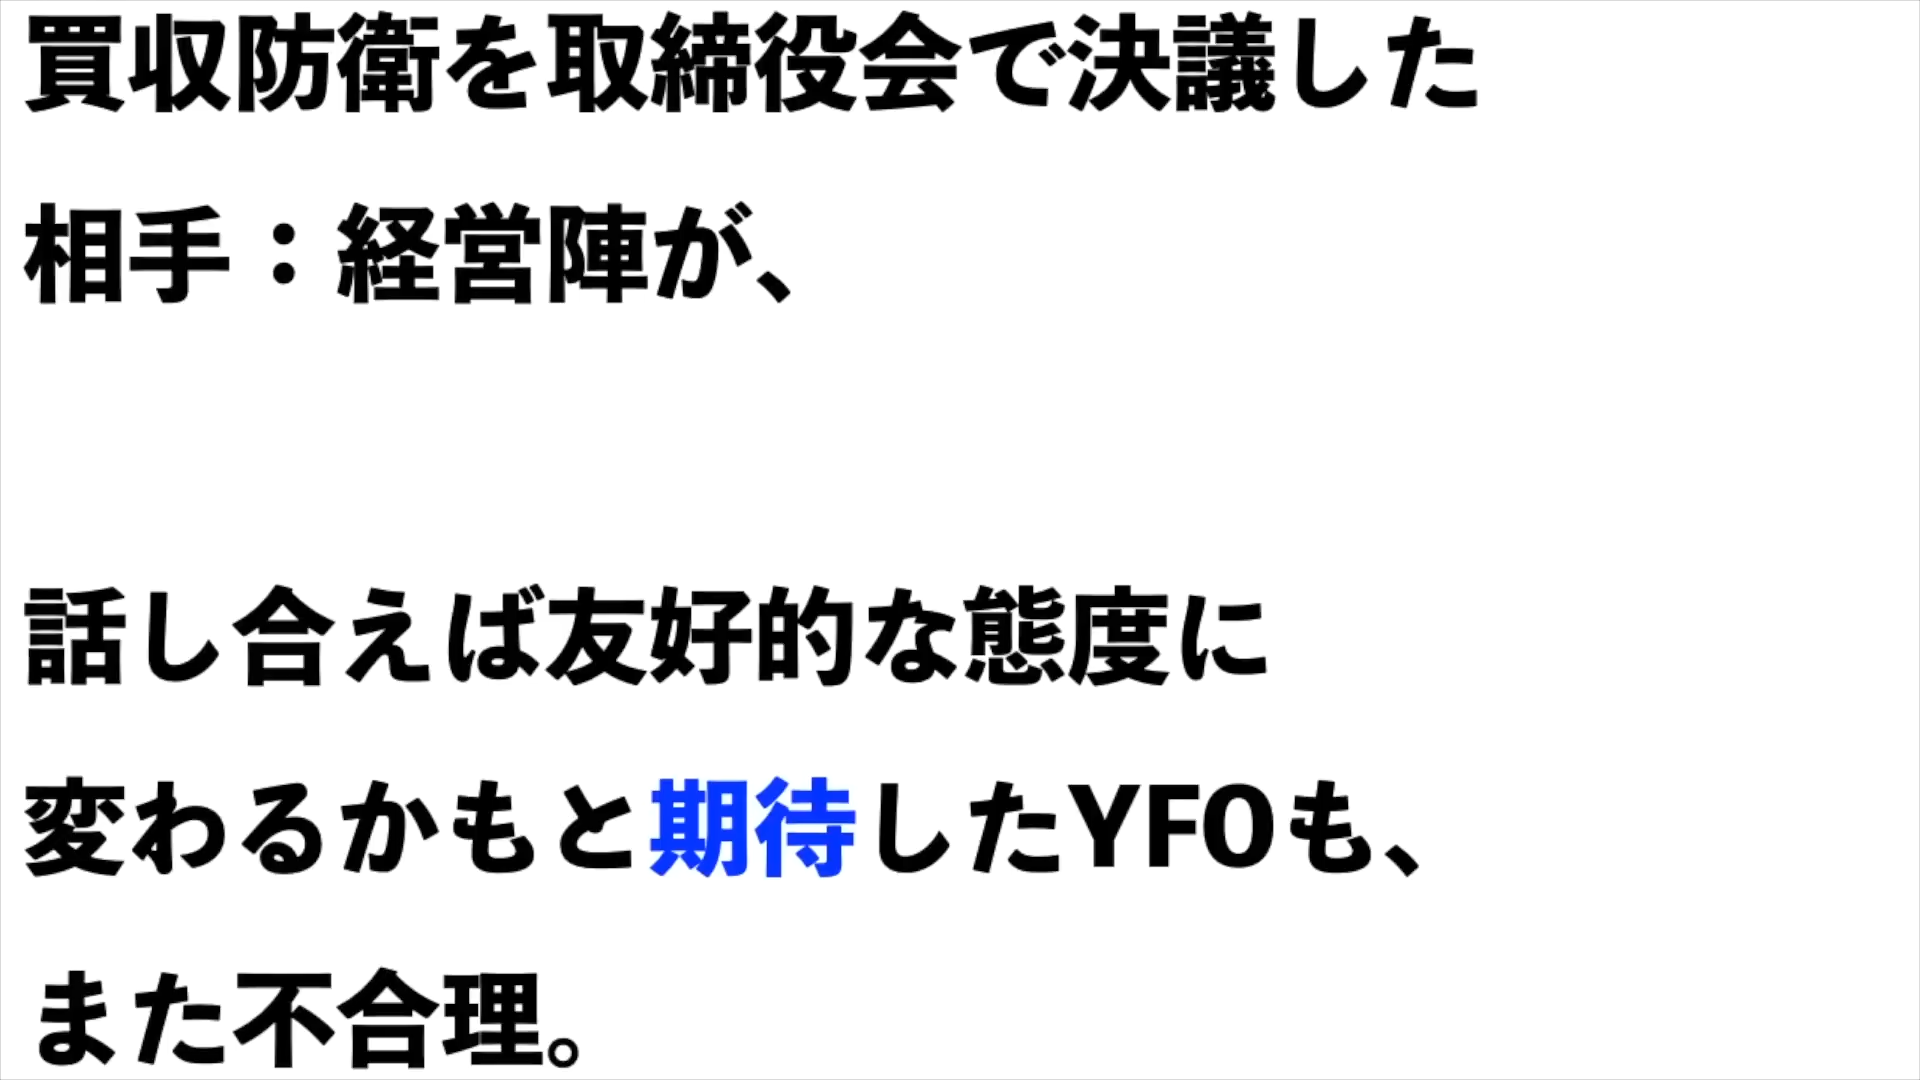 買収防衛を取締役会で決議した
相手：経営陣が、
話し合えば友好的な態度に
変わるかもと期待したYFOも、
また不合理。